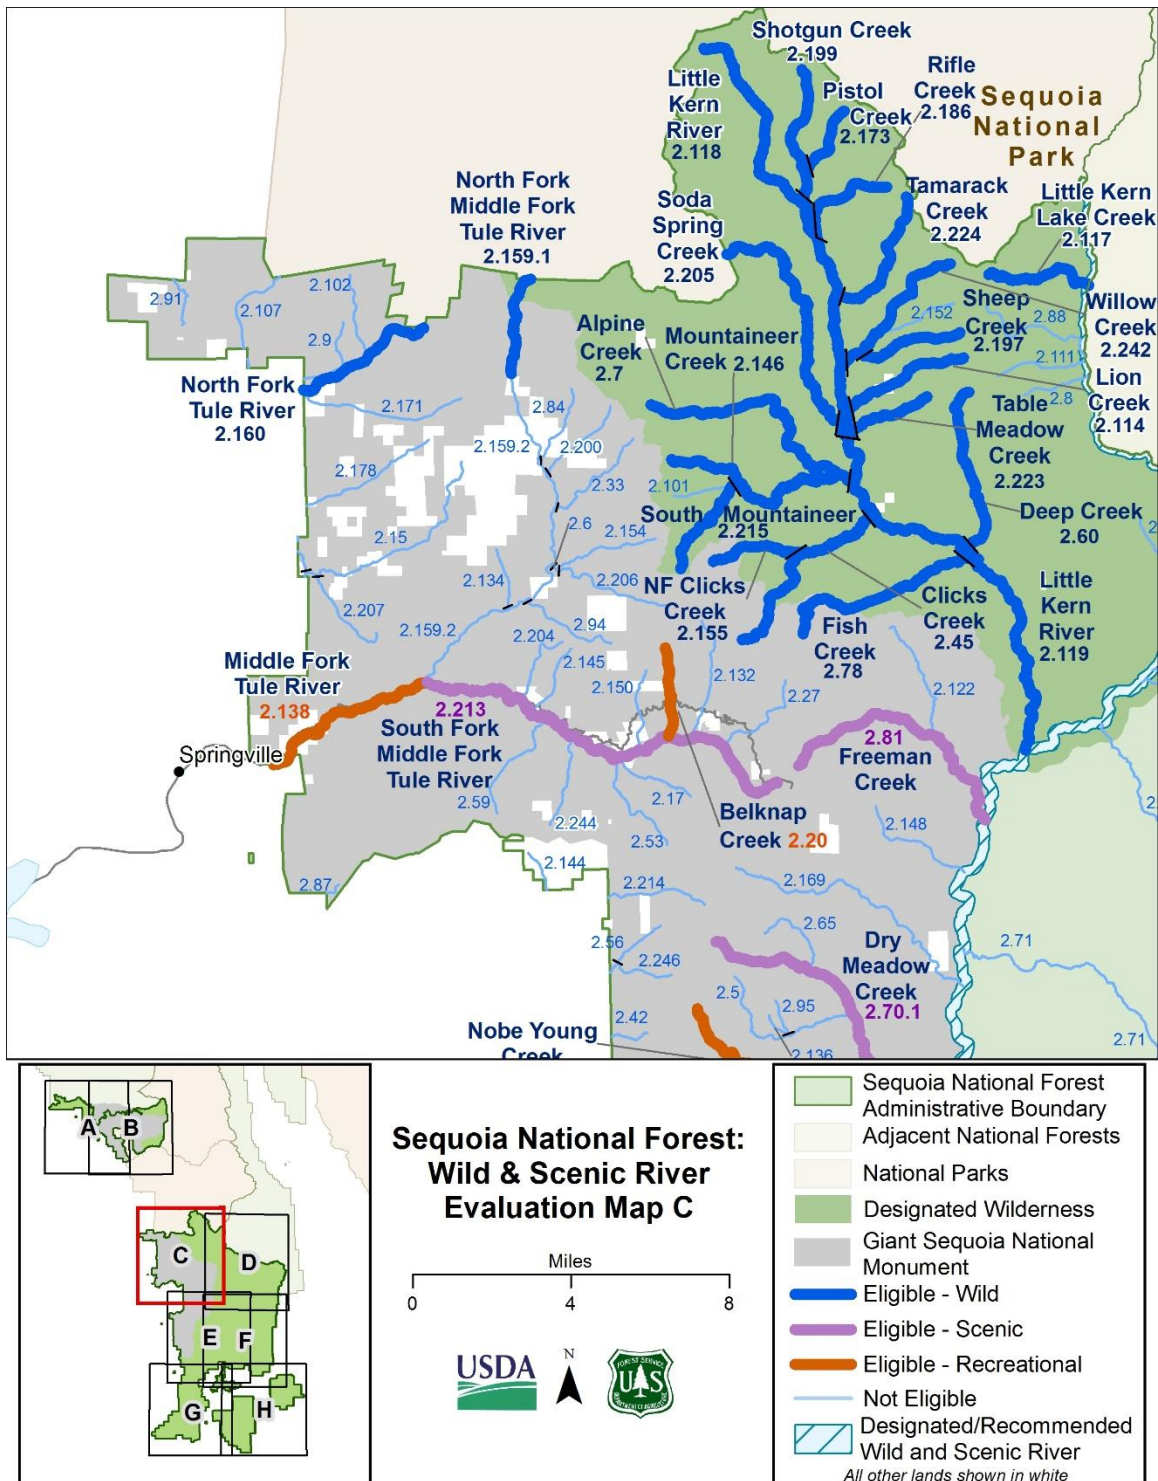 Shotgun Creek
2.199
Rifle
Creek
2.186
Little
Kern
River
2.118
Pistol
Creek
2.173
Sequoia
National
Park
North Fork
Middle Fork
Tule River
2.159.1
Soda
Spring
Creek
2.205
Tamarack
Creek
2.224
Little Kern
Lake Creek
2.117
2.91
2.107
2.102
2.9
Alpine
Creek
2.7
Mountaineer
Creek 2.146
2.152
Sheep
Creek
2.197
2.88
Willow
Creek
2.242
2.111
2.8
Lion
Creek
2.114
North Fork
Tule River
2.160
2.171
2.84
2.159.2
2.200
Table
Meadow
Creek
2.223
2.178
2.33
2.101
South Mountaineer
2.215
Deep Creek
2.60
2.15
2.6
2.154
2.134
2.206
NF Clicks
Creek
2.155
Clicks
Creek
2.45
Little
Kern
River
2.119
2.207
2.159.2
2.94
2.204
2.145
Fish
Creek
2.78
Middle Fork
Tule River
2.138
2.150
2.132
2.27
2.122
2.213
South Fork
Middle Fork
Tule River
2.81
Freeman
Creek
Springville
2.59
2.17
Belknap
Creek 2.20
2.148
2.244
2.53
2.144
2.87
2.214
2.169
2.65
2.56
2.246
Dry
Meadow
Creek
2.70.1
2.71
2.5
2.95
2.42
2.71
Nobe Young
Creek
2.136
2.
2.
A
B
C
D
E
F
G
H
Sequoia National Forest:
Wild & Scenic River
Evaluation Map C
Miles
0
4
8
USDA
N
FOREST SERVICE
U S
DEPARTMENT OF AGRICULTURE
Sequoia National Forest
Administrative Boundary
Adjacent National Forests
National Parks
Designated Wilderness
Giant Sequoia National
Monument
Eligible - Wild
Eligible - Scenic
Eligible - Recreational
Not Eligible
Designated/Recommended
Wild and Scenic River
All other lands shown in white